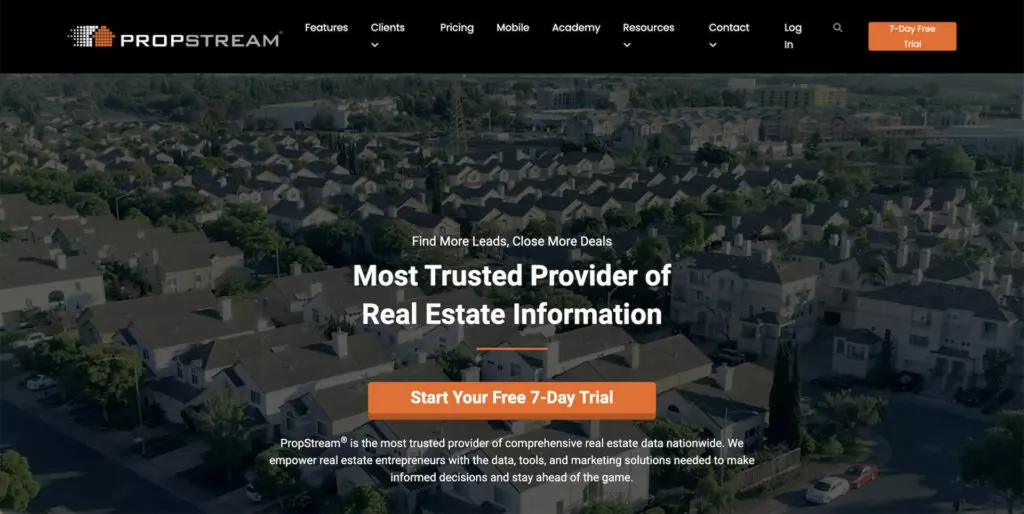 PROPSTREAM®
Features
Clients
Pricing
Mobile
Academy
Resources
Contact
Log
In
7-Day Free
Trial
Find More Leads, Close More Deals
Most Trusted Provider of
Real Estate Information
Start Your Free 7-Day Trial
PropStream® is the most trusted provider of comprehensive real estate data nationwide. We
empower real estate entrepreneurs with the data, tools, and marketing solutions needed to make
informed decisions and stay ahead of the game.